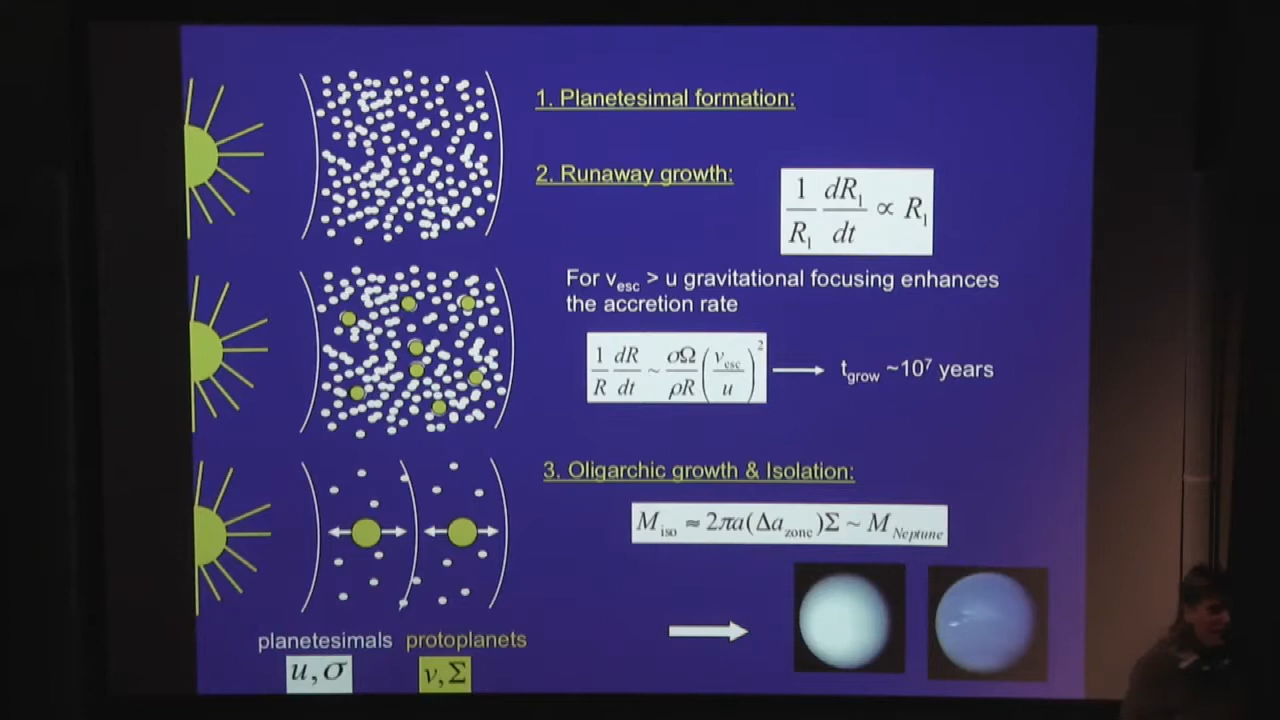 1. Planetesimal formation:
2. Runaway growth:
1/R₁ dR₁/dt ∝ R₁
For v_esc > u gravitational focusing enhances
the accretion rate
1/R dR/dt ~ σΩ/ρR (v_esc/u)²
t_grow ~10⁷ years
3. Oligarchic growth & Isolation:
M_iso ≈ 2πa(Δa_zone)Σ ~ M_Neptune
planetesimals protoplanets
u, σ v, Σ